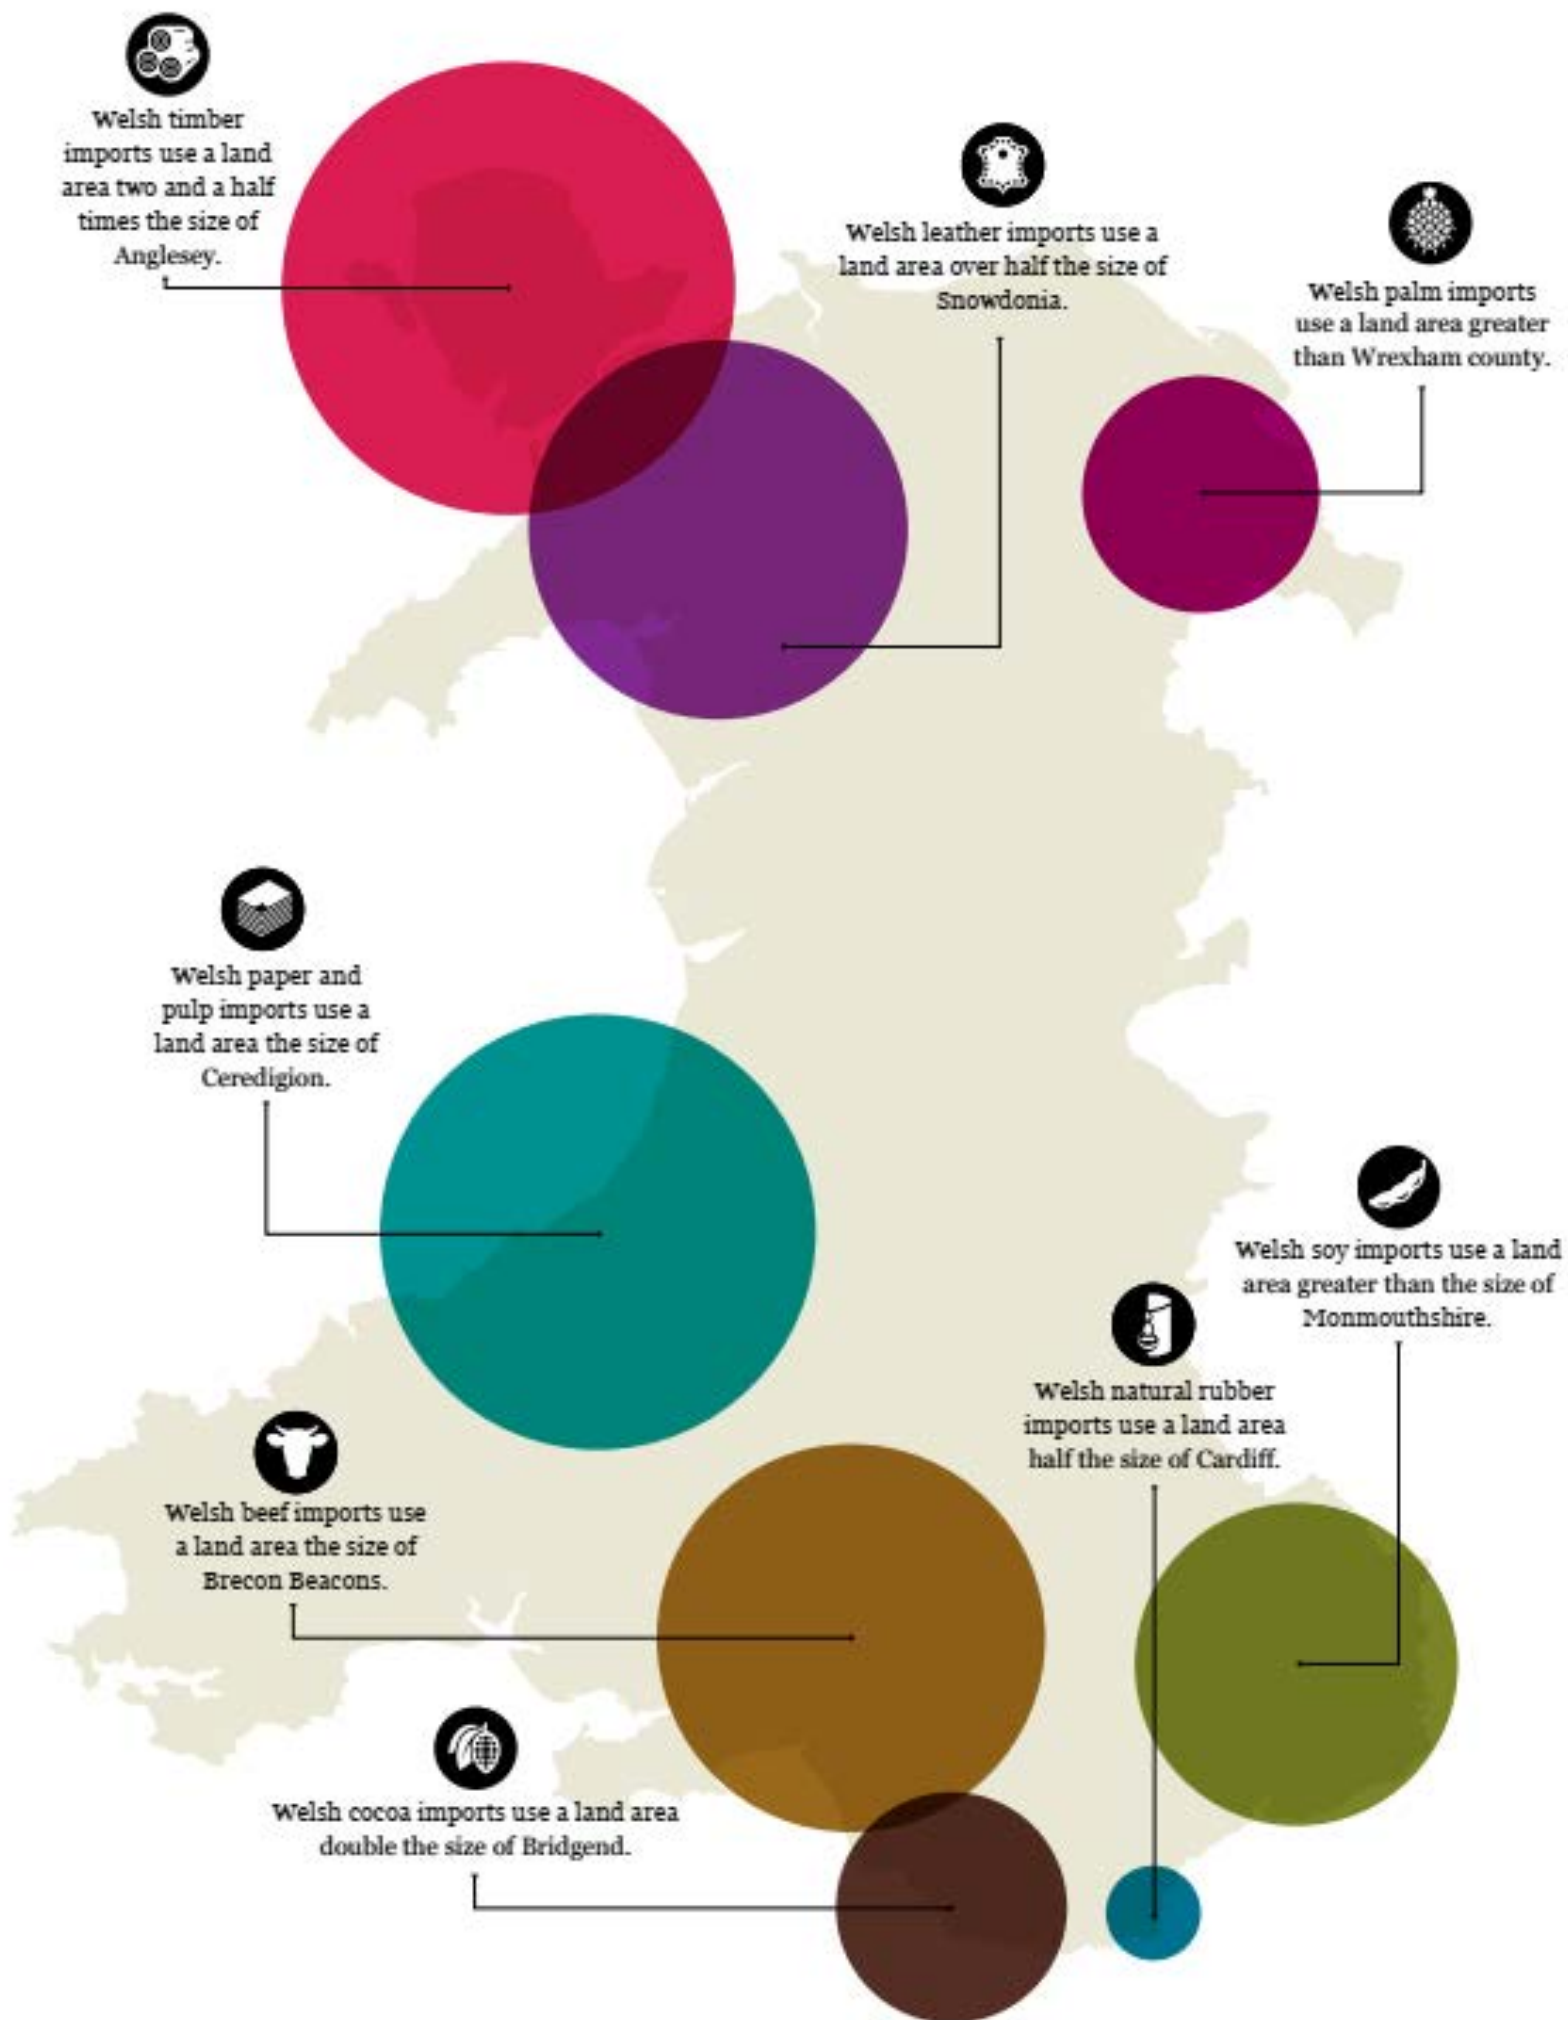 Welsh timber
imports use a land
area two and a half
times the size of
Anglesey.
Welsh leather imports use a
land area over half the size of
Snowdonia.
Welsh palm imports
use a land area greater
than Wrexham county.
Welsh paper and
pulp imports use a
land area the size of
Ceredigion.
Welsh soy imports use a land
area greater than the size of
Monmouthshire.
Welsh natural rubber
imports use a land area
half the size of Cardiff.
Welsh beef imports use
a land area the size of
Brecon Beacons.
Welsh cocoa imports use a land area
double the size of Bridgend.